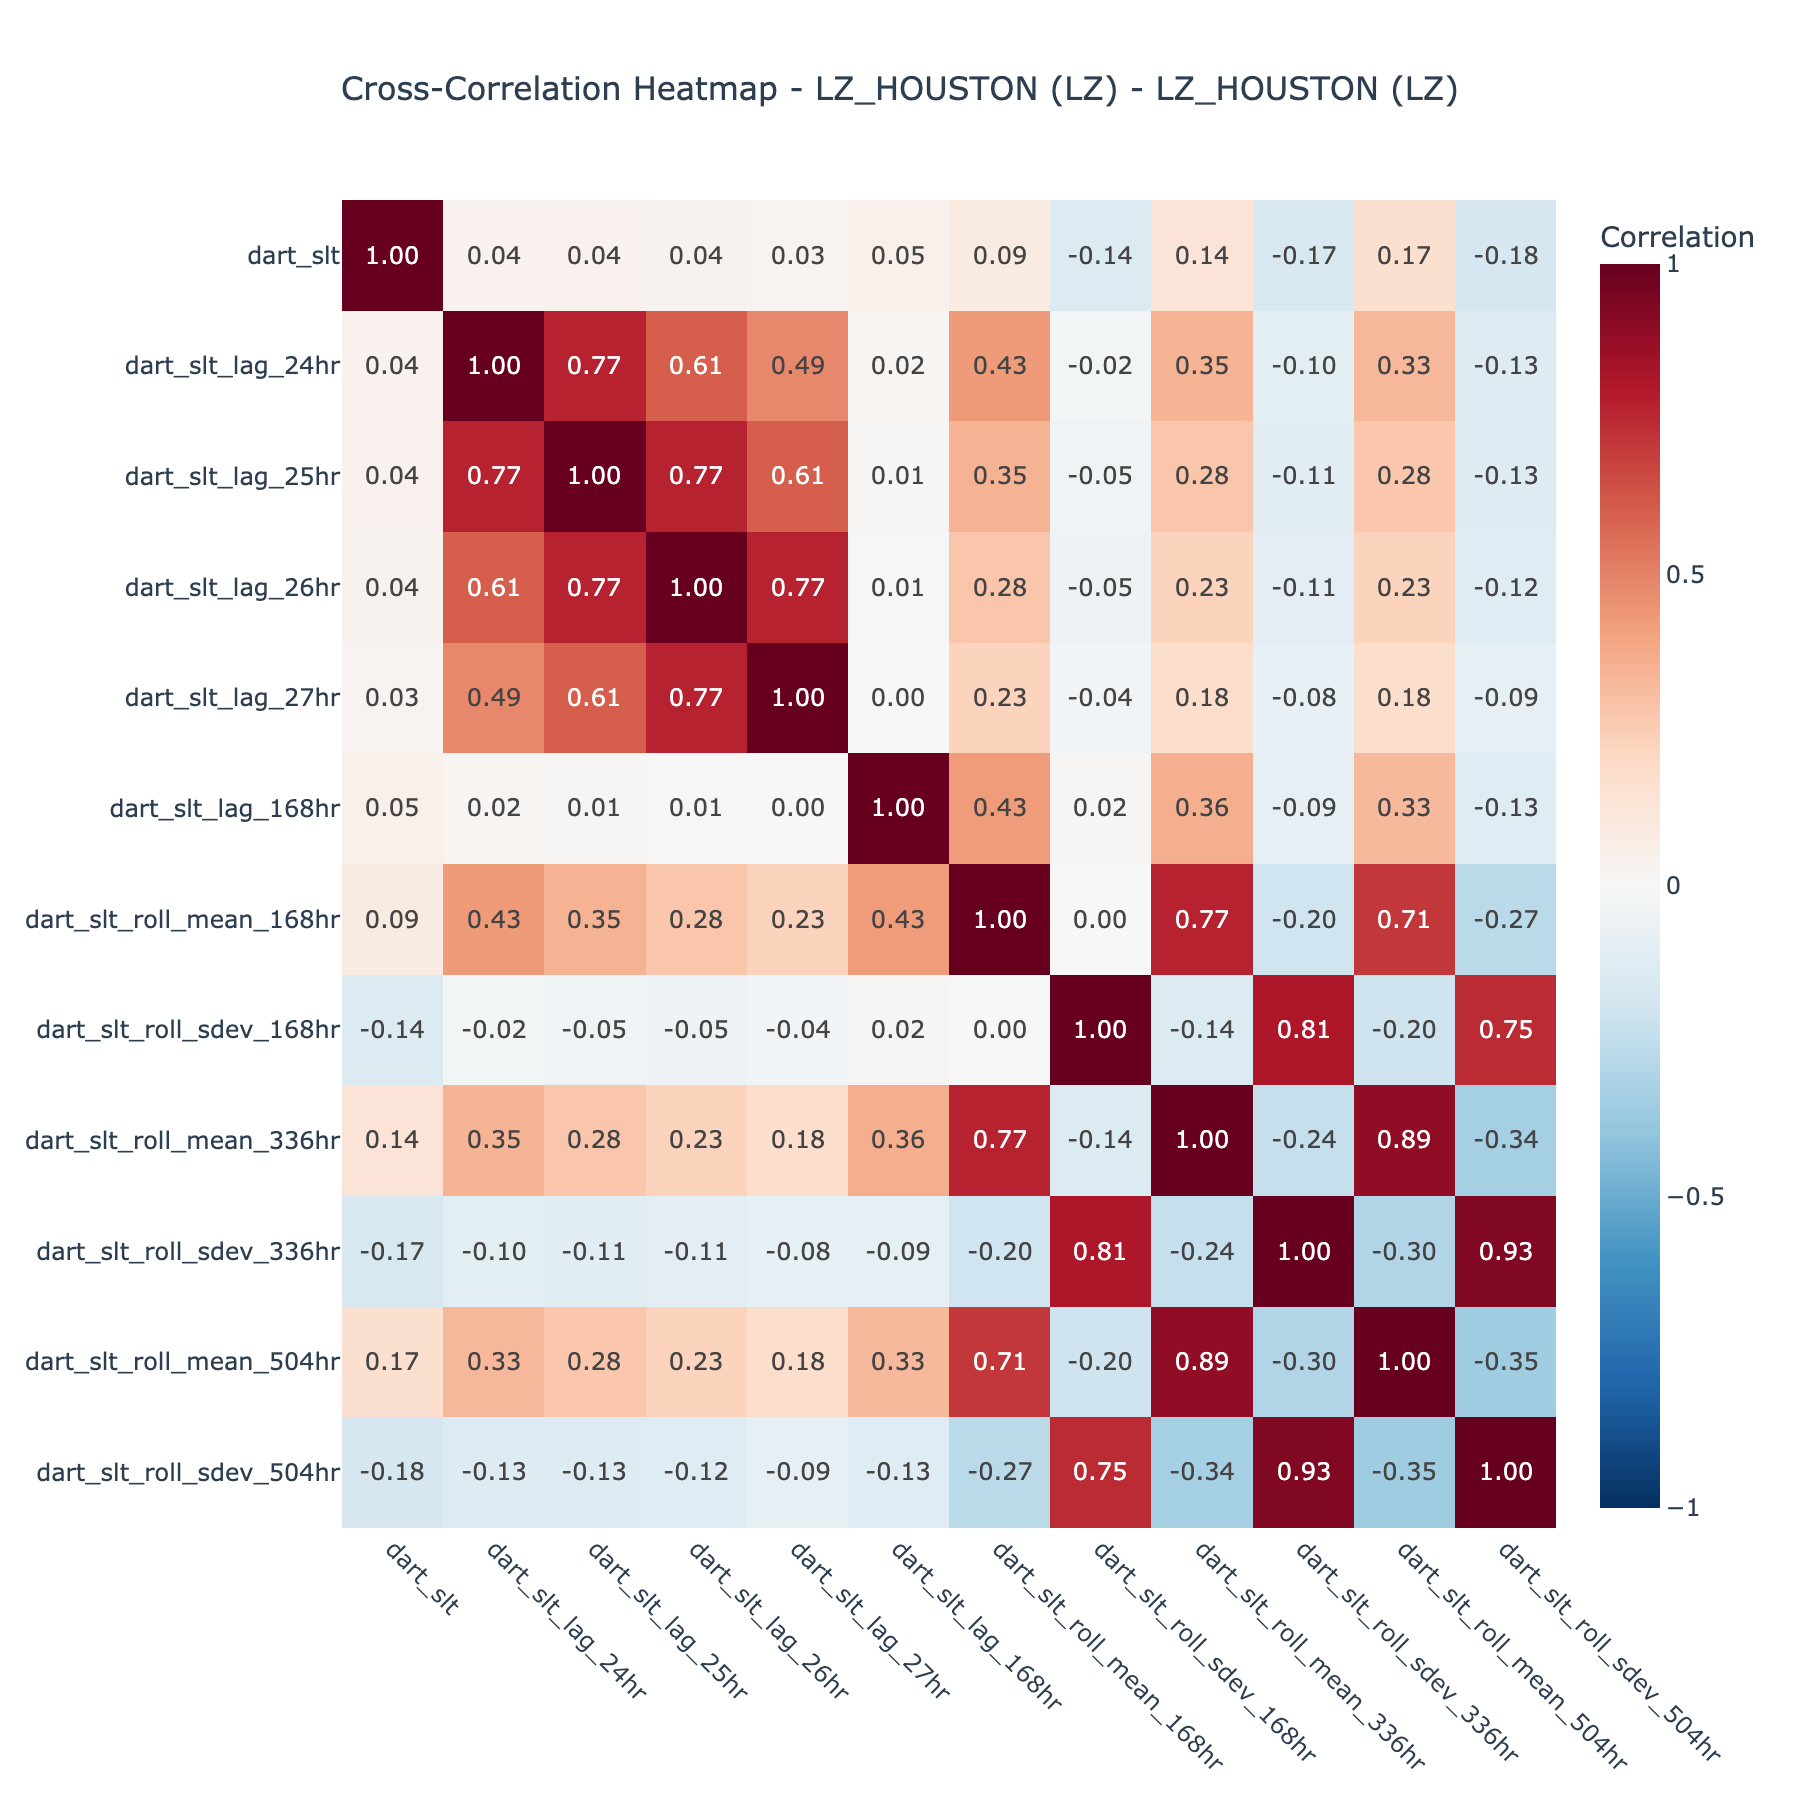 Cross-Correlation Heatmap - LZ_HOUSTON (LZ) - LZ_HOUSTON (LZ)
Correlation
dart_slt 1.00 0.04 0.04 0.04 0.03 0.05 0.09 -0.14 0.14 -0.17 0.17 -0.18
dart_slt_lag_24hr 0.04 1.00 0.77 0.61 0.49 0.02 0.43 -0.02 0.35 -0.10 0.33 -0.13
dart_slt_lag_25hr 0.04 0.77 1.00 0.77 0.61 0.01 0.35 -0.05 0.28 -0.11 0.28 -0.13
dart_slt_lag_26hr 0.04 0.61 0.77 1.00 0.77 0.01 0.28 -0.05 0.23 -0.11 0.23 -0.12
dart_slt_lag_27hr 0.03 0.49 0.61 0.77 1.00 0.00 0.23 -0.04 0.18 -0.08 0.18 -0.09
dart_slt_lag_168hr 0.05 0.02 0.01 0.01 0.00 1.00 0.43 0.02 0.36 -0.09 0.33 -0.13
dart_slt_roll_mean_168hr 0.09 0.43 0.35 0.28 0.23 0.43 1.00 0.00 0.77 -0.20 0.71 -0.27
dart_slt_roll_sdev_168hr -0.14 -0.02 -0.05 -0.05 -0.04 0.02 0.00 1.00 -0.14 0.81 -0.20 0.75
dart_slt_roll_mean_336hr 0.14 0.35 0.28 0.23 0.18 0.36 0.77 -0.14 1.00 -0.24 0.89 -0.34
dart_slt_roll_sdev_336hr -0.17 -0.10 -0.11 -0.11 -0.08 -0.09 -0.20 0.81 -0.24 1.00 -0.30 0.93
dart_slt_roll_mean_504hr 0.17 0.33 0.28 0.23 0.18 0.33 0.71 -0.20 0.89 -0.30 1.00 -0.35
dart_slt_roll_sdev_504hr -0.18 -0.13 -0.13 -0.12 -0.09 -0.13 -0.27 0.75 -0.34 0.93 -0.35 1.00
dart_slt
dart_slt_lag_24hr
dart_slt_lag_25hr
dart_slt_lag_26hr
dart_slt_lag_27hr
dart_slt_lag_168hr
dart_slt_roll_mean_168hr
dart_slt_roll_sdev_168hr
dart_slt_roll_mean_336hr
dart_slt_roll_sdev_336hr
dart_slt_roll_mean_504hr
dart_slt_roll_sdev_504hr
1
0.5
0
−0.5
−1